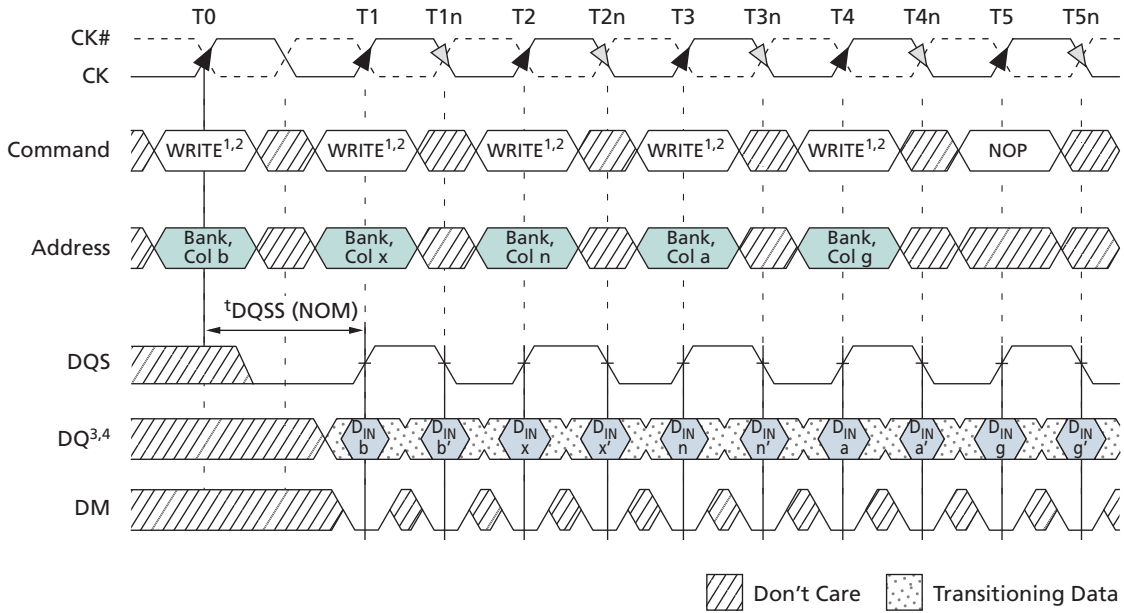 T0 T1 T1n T2 T2n T3 T3n T4 T4n T5 T5n
CK#
CK
Command WRITE1,2 WRITE1,2 WRITE1,2 WRITE1,2 WRITE1,2 NOP
Address
Bank, Col b
Bank, Col x
Bank, Col n
Bank, Col a
Bank, Col g
tDQSS (NOM)
DQS
DQ3,4
DIN b
DIN b'
DIN x
DIN x'
DIN n
DIN n'
DIN a
DIN a'
DIN g
DIN g'
DM
Don't Care Transitioning Data